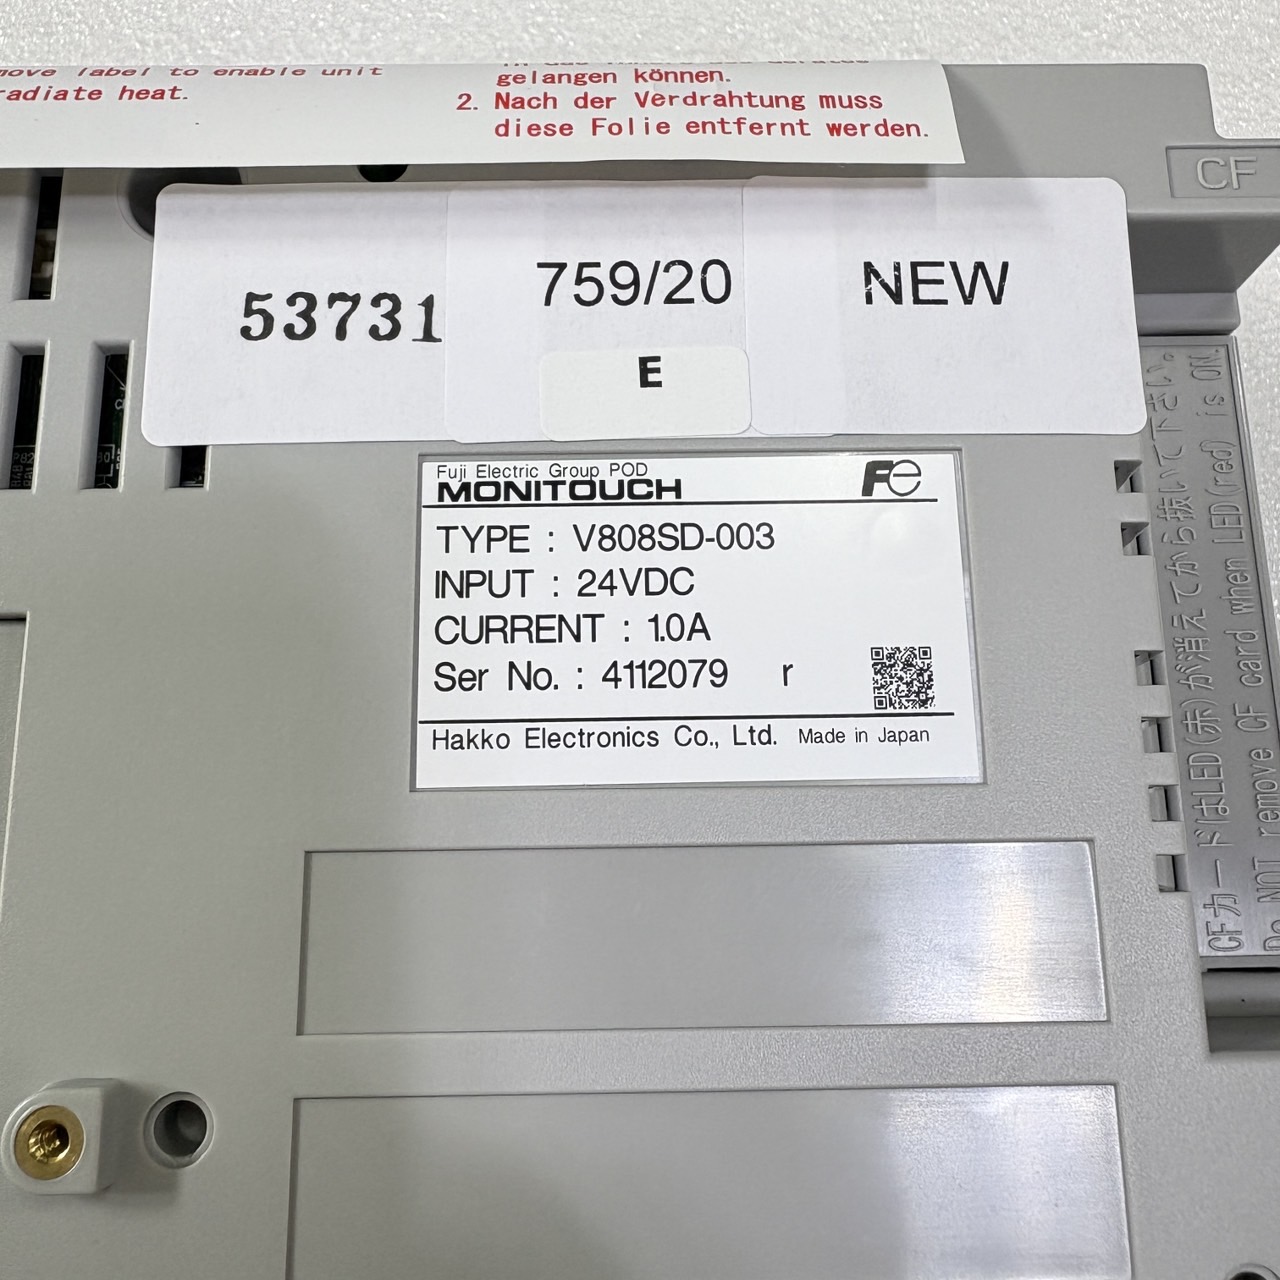 move label to enable unit
radiate heat.
gelangen können.
2. Nach der Verdrahtung muss
diese Folie entfernt werden.
CF
53731
759/20
E
NEW
Fuji Electric Group POD
MONITOUCH
Fe
TYPE : V808SD-003
INPUT : 24VDC
CURRENT : 1.0A
Ser No. : 4112079 r
Hakko Electronics Co., Ltd. Made in Japan
CFカードはLED(赤)が消えてから抜いて下さい。
Do NOT remove CF card when LED(red) is ON.